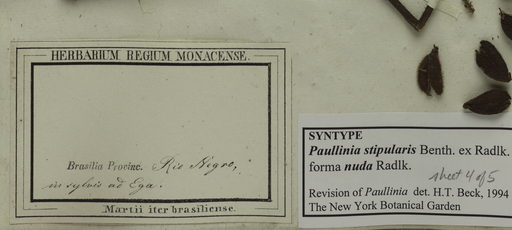 HERBARIUM REGIUM MONACENSE.
Brasilia Provinc. Rio Negro,
in sylvis ad Ega.
Martii iter brasiliense.
SYNTYPE
Paullinia stipularis Benth. ex Radlk.
forma nuda Radlk.
sheet 4 of 5
Revision of Paullinia det. H.T. Beck, 1994
The New York Botanical Garden